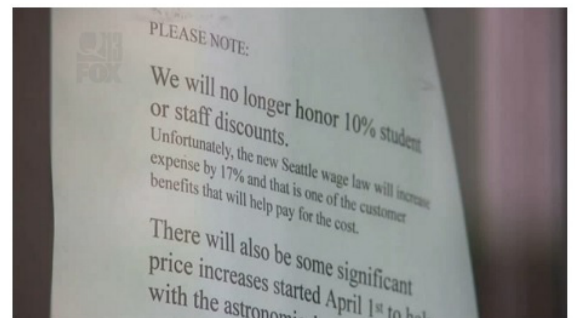 Q13
FOX
PLEASE NOTE:
We will no longer honor 10% student
or staff discounts.
Unfortunately, the new Seattle wage law will increase
expense by 17% and that is one of the customer
benefits that will help pay for the cost.
There will also be some significant
price increases started April 1st to
with the